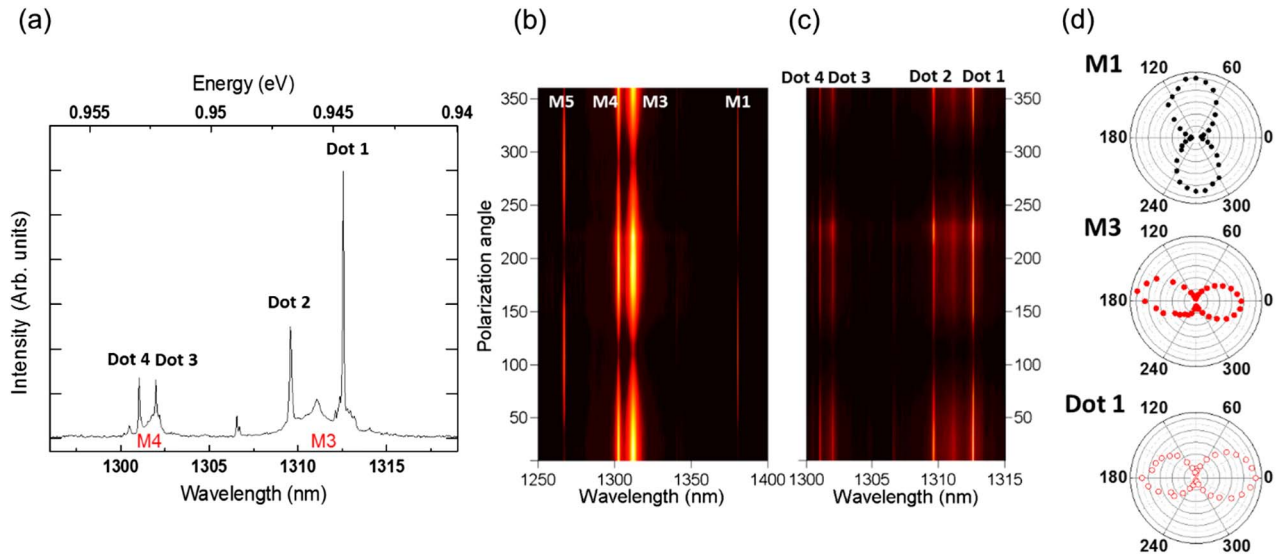 (a)
Energy (eV)
0.955 0.95 0.945 0.94
Dot 1
Dot 2
Dot 4 Dot 3
M4 M3
Intensity (Arb. units)
1300 1305 1310 1315
Wavelength (nm)
(b)
M5 M4 M3 M1
350
300
250
200
150
100
50
Polarization angle
1250 1300 1350 1400
Wavelength (nm)
(c)
Dot 4 Dot 3 Dot 2 Dot 1
350
300
250
200
150
100
50
1300 1305 1310 1315
Wavelength (nm)
(d)
M1
120 60
180 0
240 300
M3
120 60
180 0
240 300
Dot 1
120 60
180 0
240 300